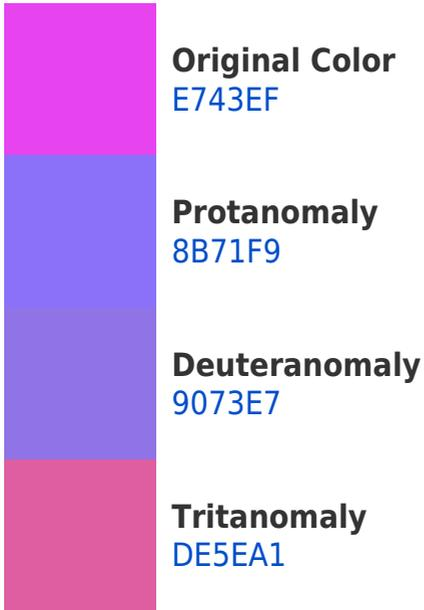 Original Color
E743EF
Protanomaly
8B71F9
Deuteranomaly
9073E7
Tritanomaly
DE5EA1